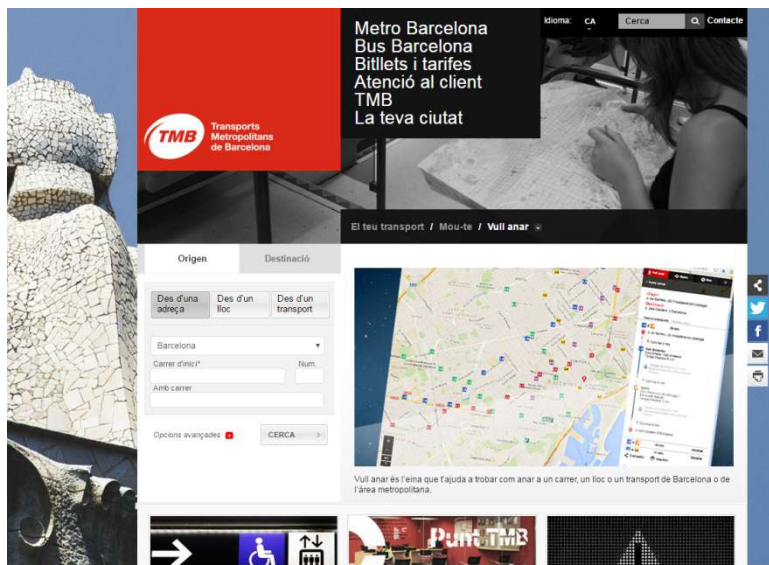 Metro Barcelona
Bus Barcelona
Bitllets i tarifes
Atenció al client
TMB
La teva ciutat
Idioma: CA Cerca Contacte
TMB
Transports
Metropolitans
de Barcelona
El teu transport / Mou-te / Vull anar
Origen Destinació
Des d'una
adreça
Des d'un
lloc
Des d'un
transport
Barcelona
Carrer d'inici* Num.
Amb carrer
Opcions avançades
CERCA
Vull anar és l'eina que t'ajuda a trobar com anar a un carrer, un lloc o un transport de Barcelona o de
l'àrea metropolitana.
Punt TMB